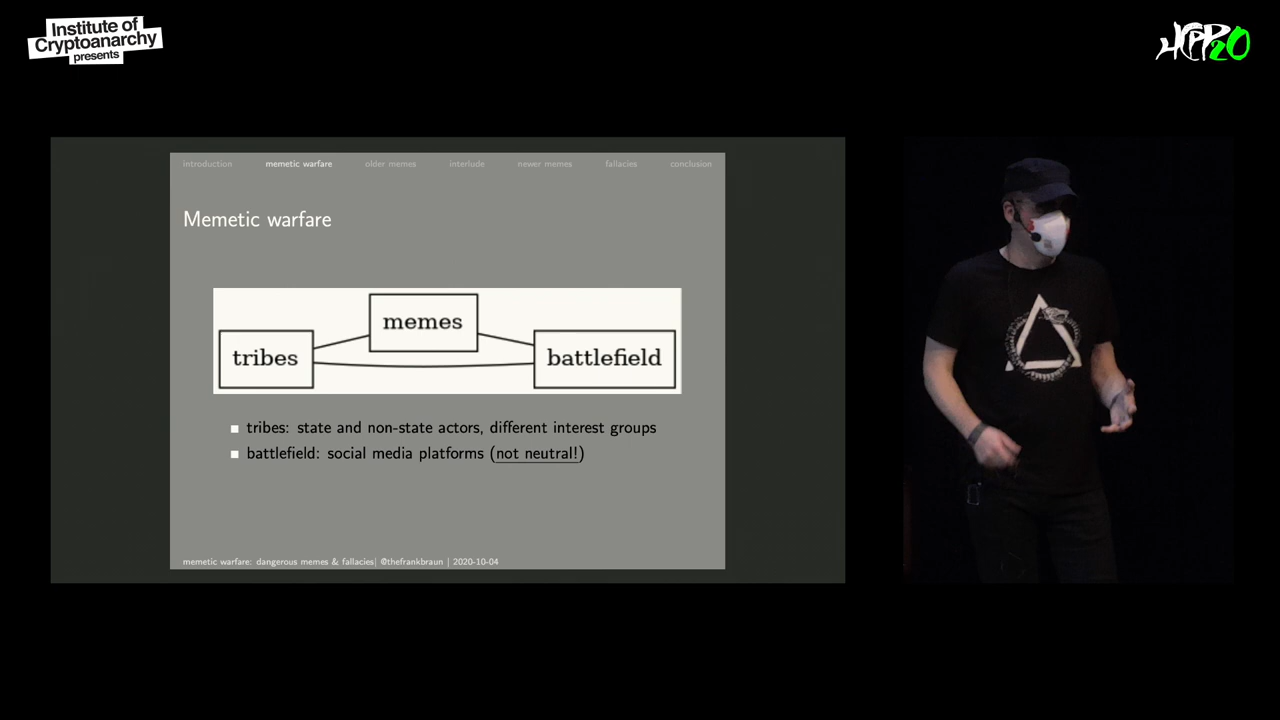 Institute of
Cryptoanarchy
presents
HCPP20
introduction memetic warfare older memes interlude newer memes fallacies conclusion
Memetic warfare
memes
tribes
battlefield
tribes: state and non-state actors, different interest groups
battlefield: social media platforms (not neutral!)
memetic warfare: dangerous memes & fallacies| @thefrankbraun | 2020-10-04